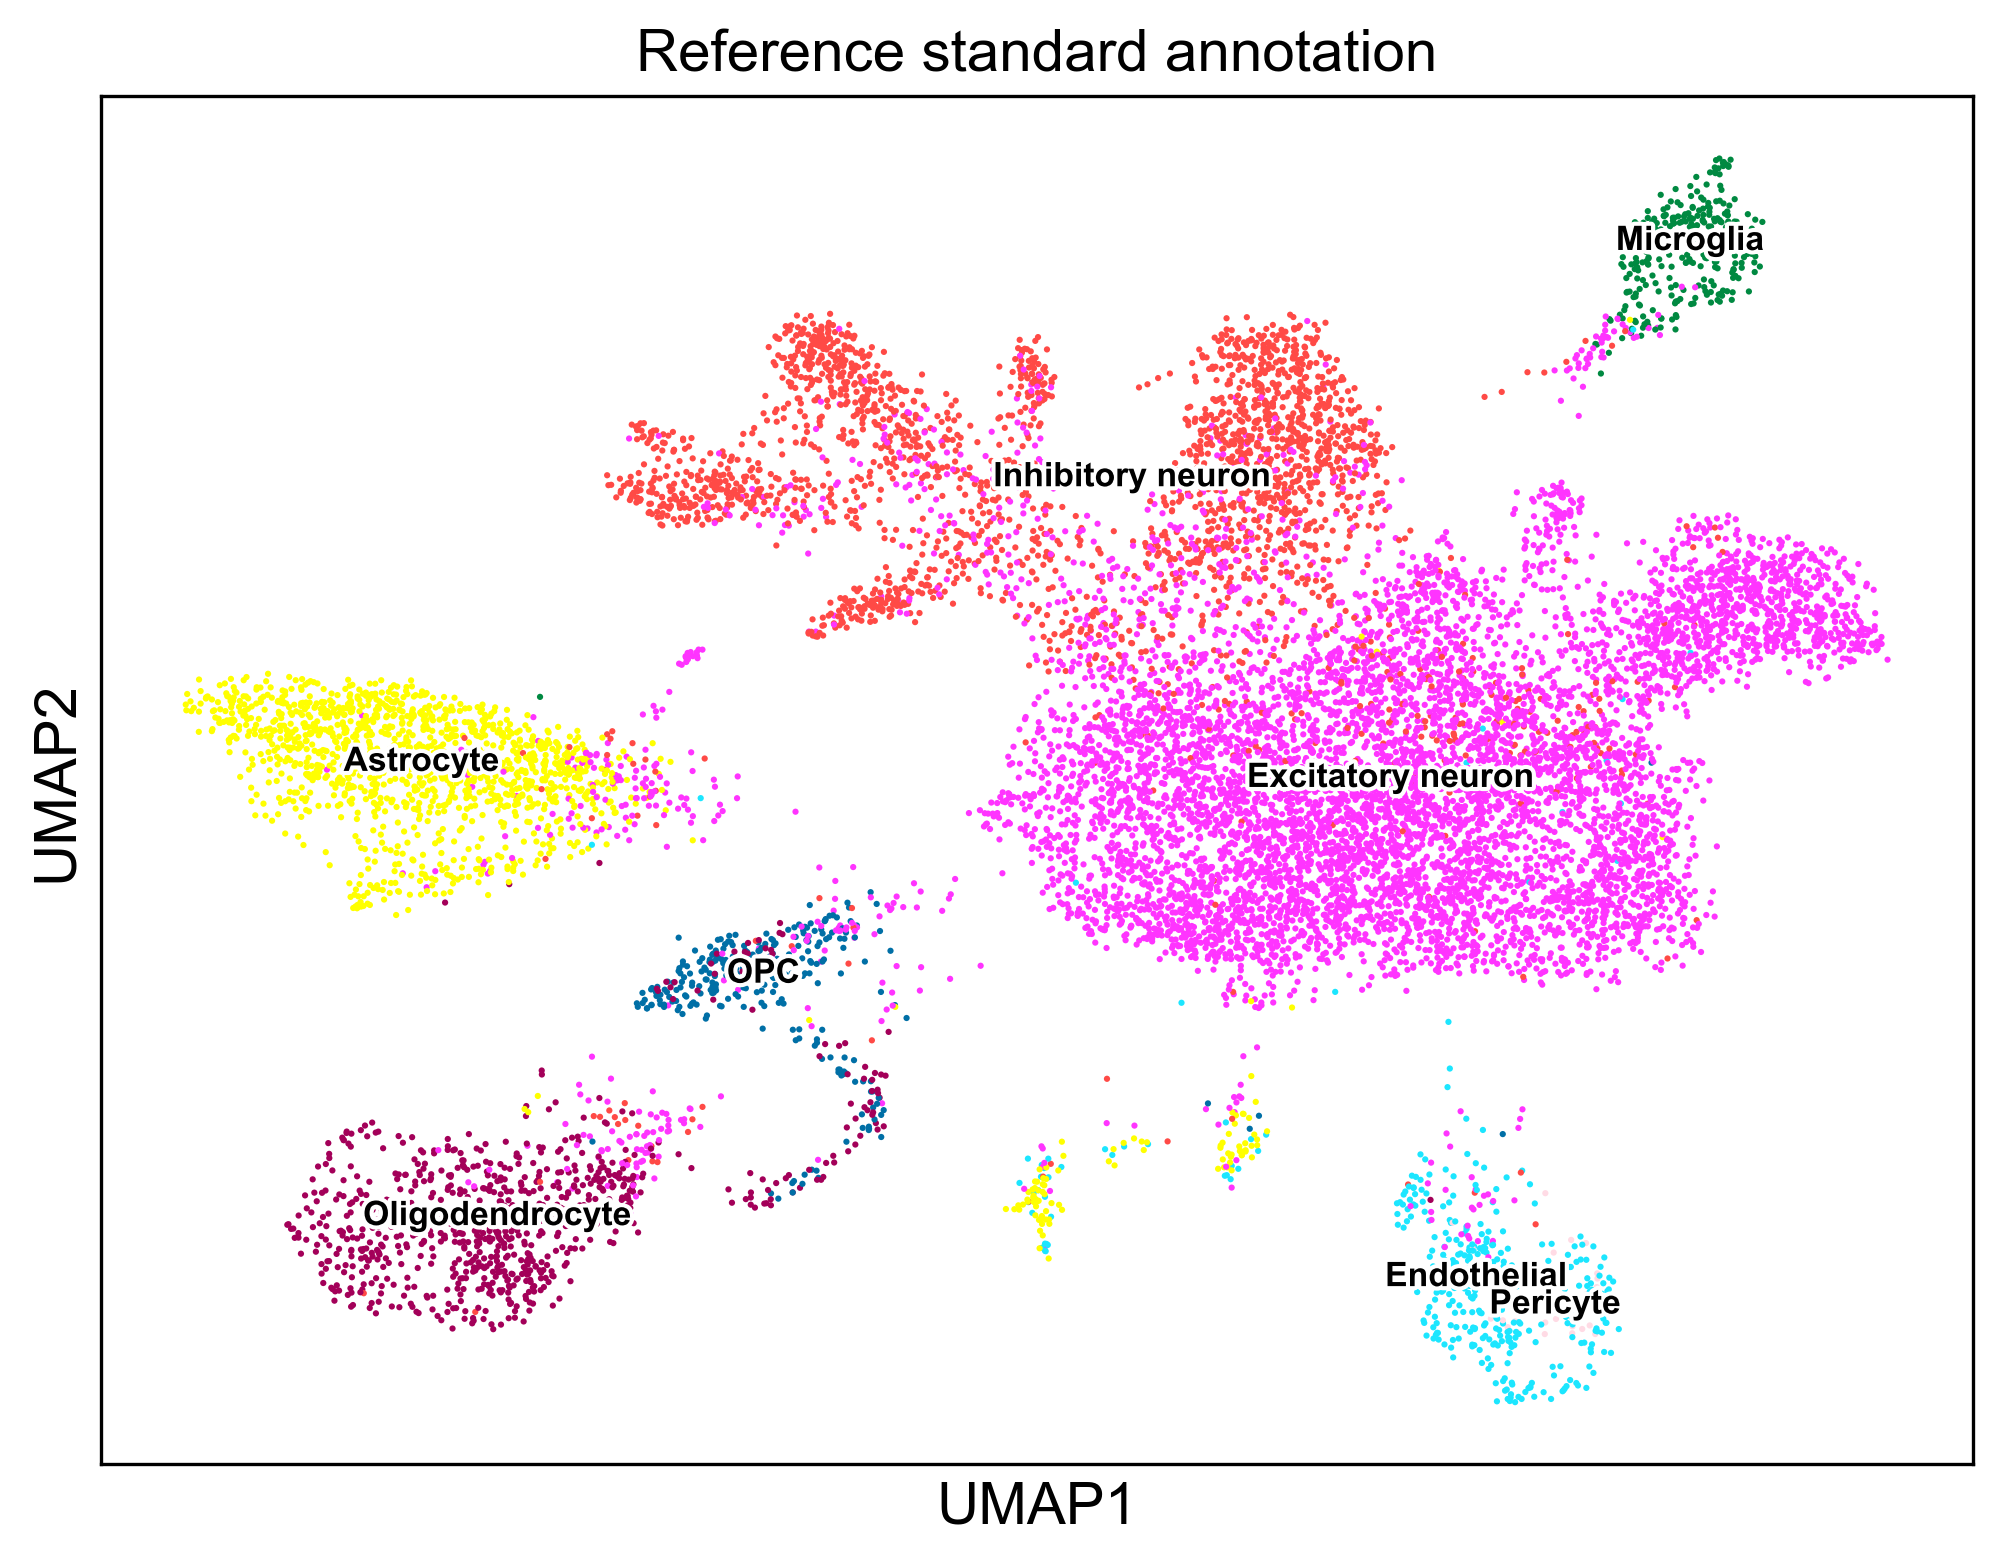 Reference standard annotation
Microglia
Inhibitory neuron
Astrocyte
Excitatory neuron
OPC
Oligodendrocyte
Endothelial
Pericyte
UMAP2
UMAP1